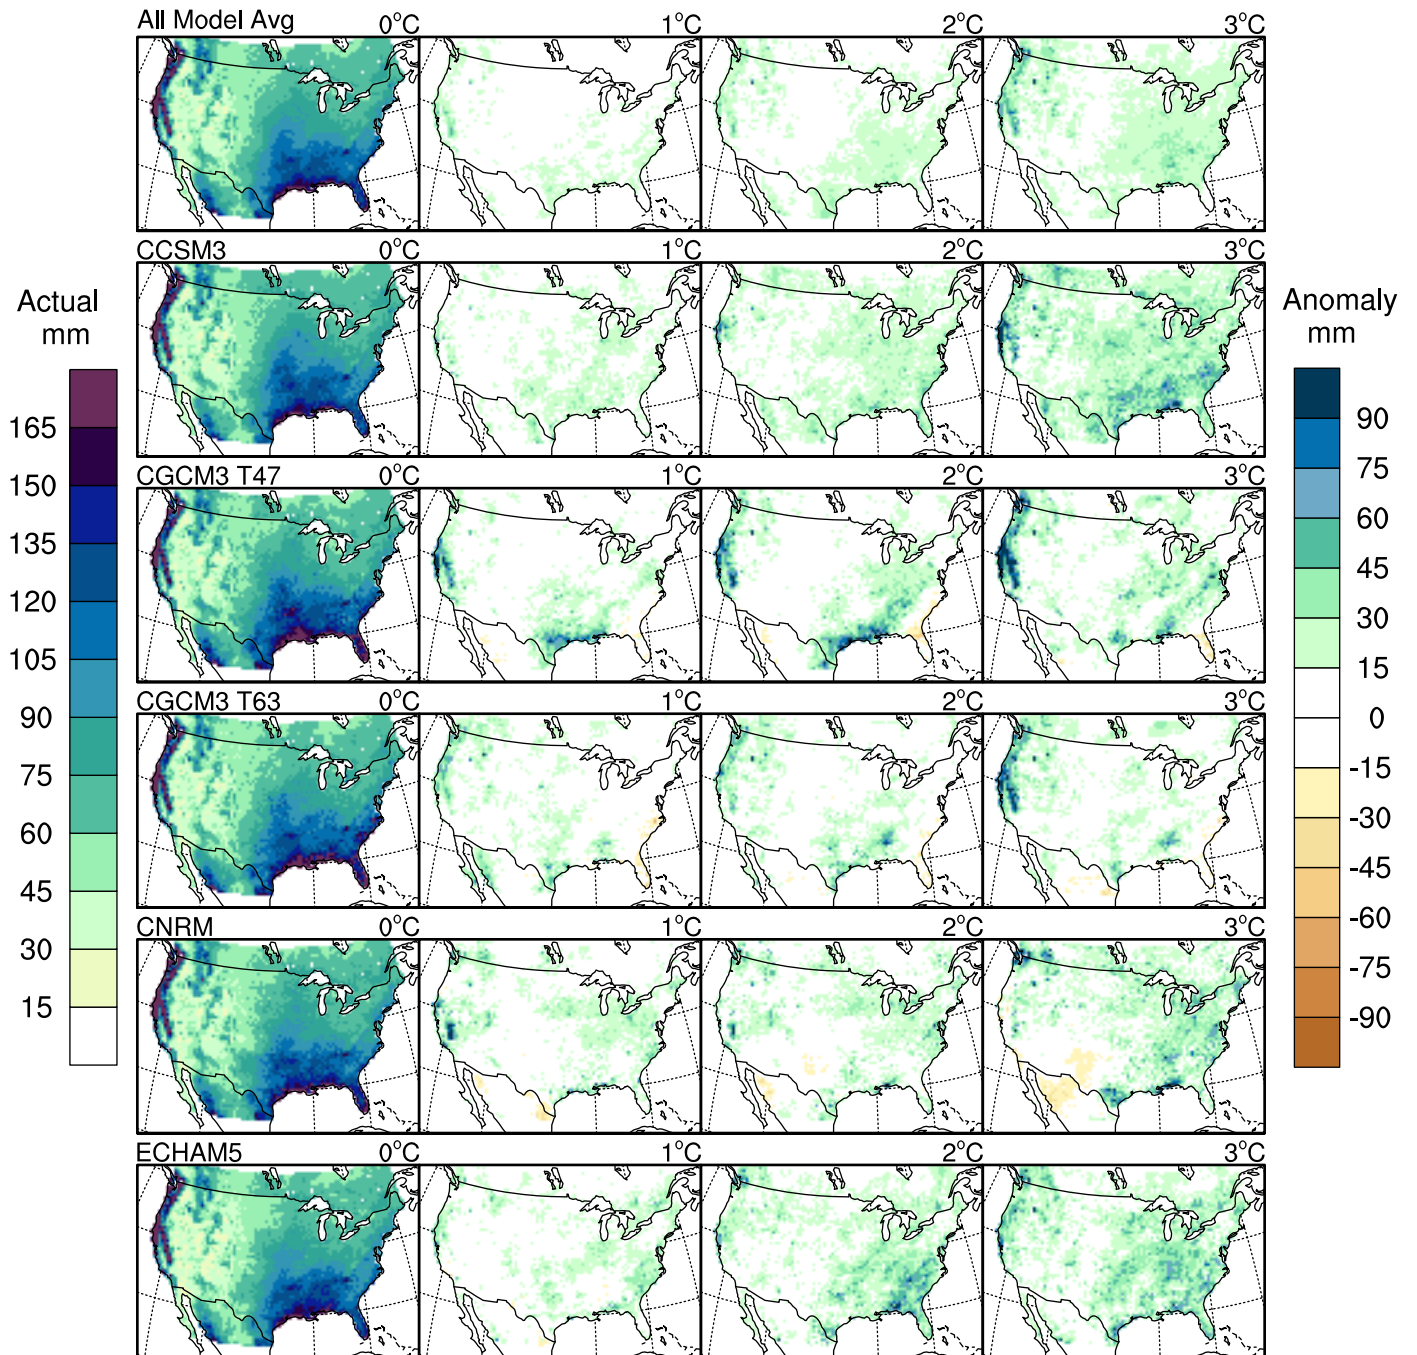 All Model Avg 0°C 1°C 2°C 3°C
CCSM3 0°C 1°C 2°C 3°C
CGCM3 T47 0°C 1°C 2°C 3°C
CGCM3 T63 0°C 1°C 2°C 3°C
CNRM 0°C 1°C 2°C 3°C
ECHAM5 0°C 1°C 2°C 3°C
Actual
mm
165
150
135
120
105
90
75
60
45
30
15
Anomaly
mm
90
75
60
45
30
15
0
-15
-30
-45
-60
-75
-90